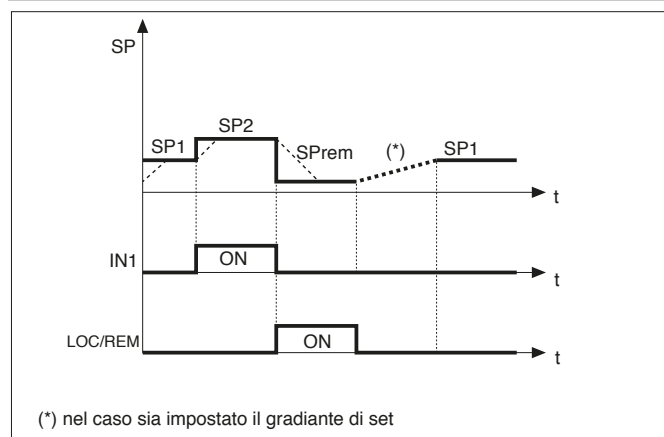 SP
SP2
SP1 SPrem (*) SP1
t
IN1 ON t
LOC/REM ON t
(*) nel caso sia impostato il gradiante di set